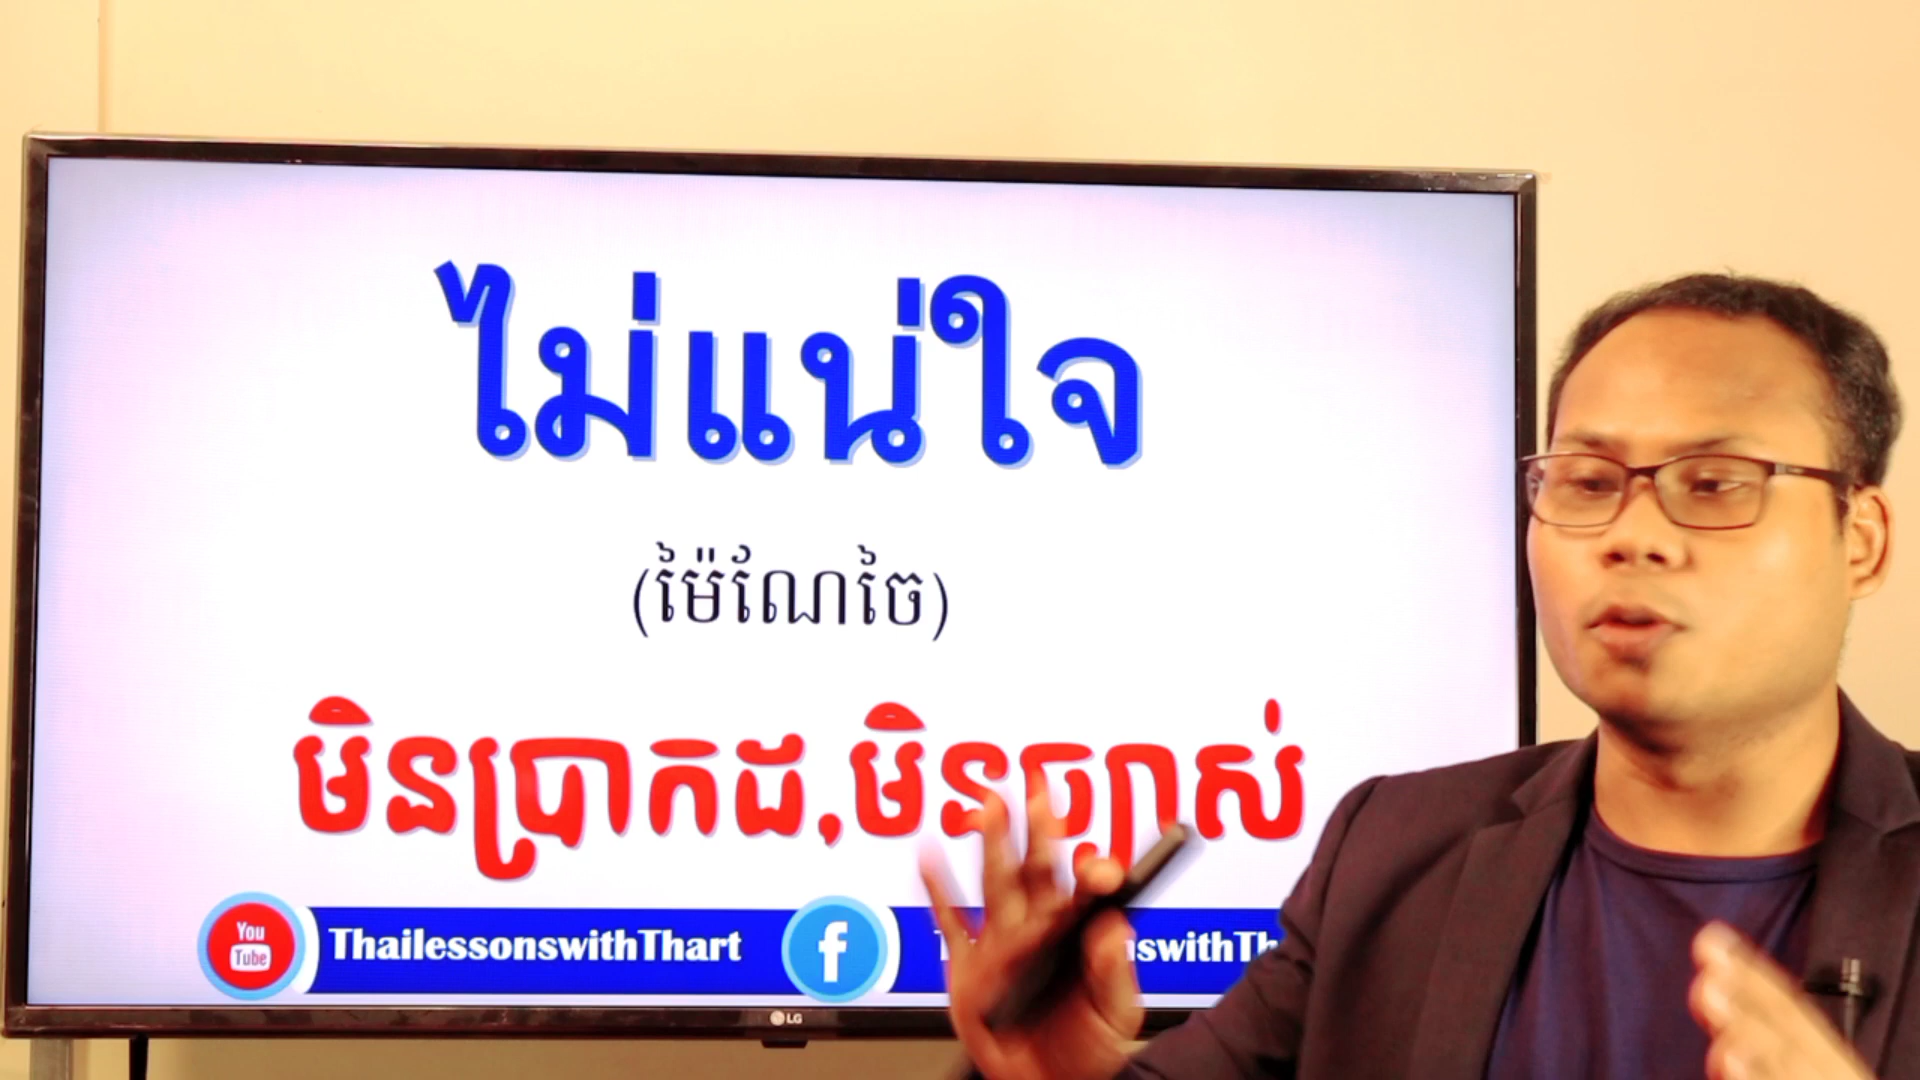 ไม่แน่ใจ
(ម៉ៃណែចៃ)
មិនប្រាកដ,មិនច្បាស់
You Tube ThailessonswithThart f
LG